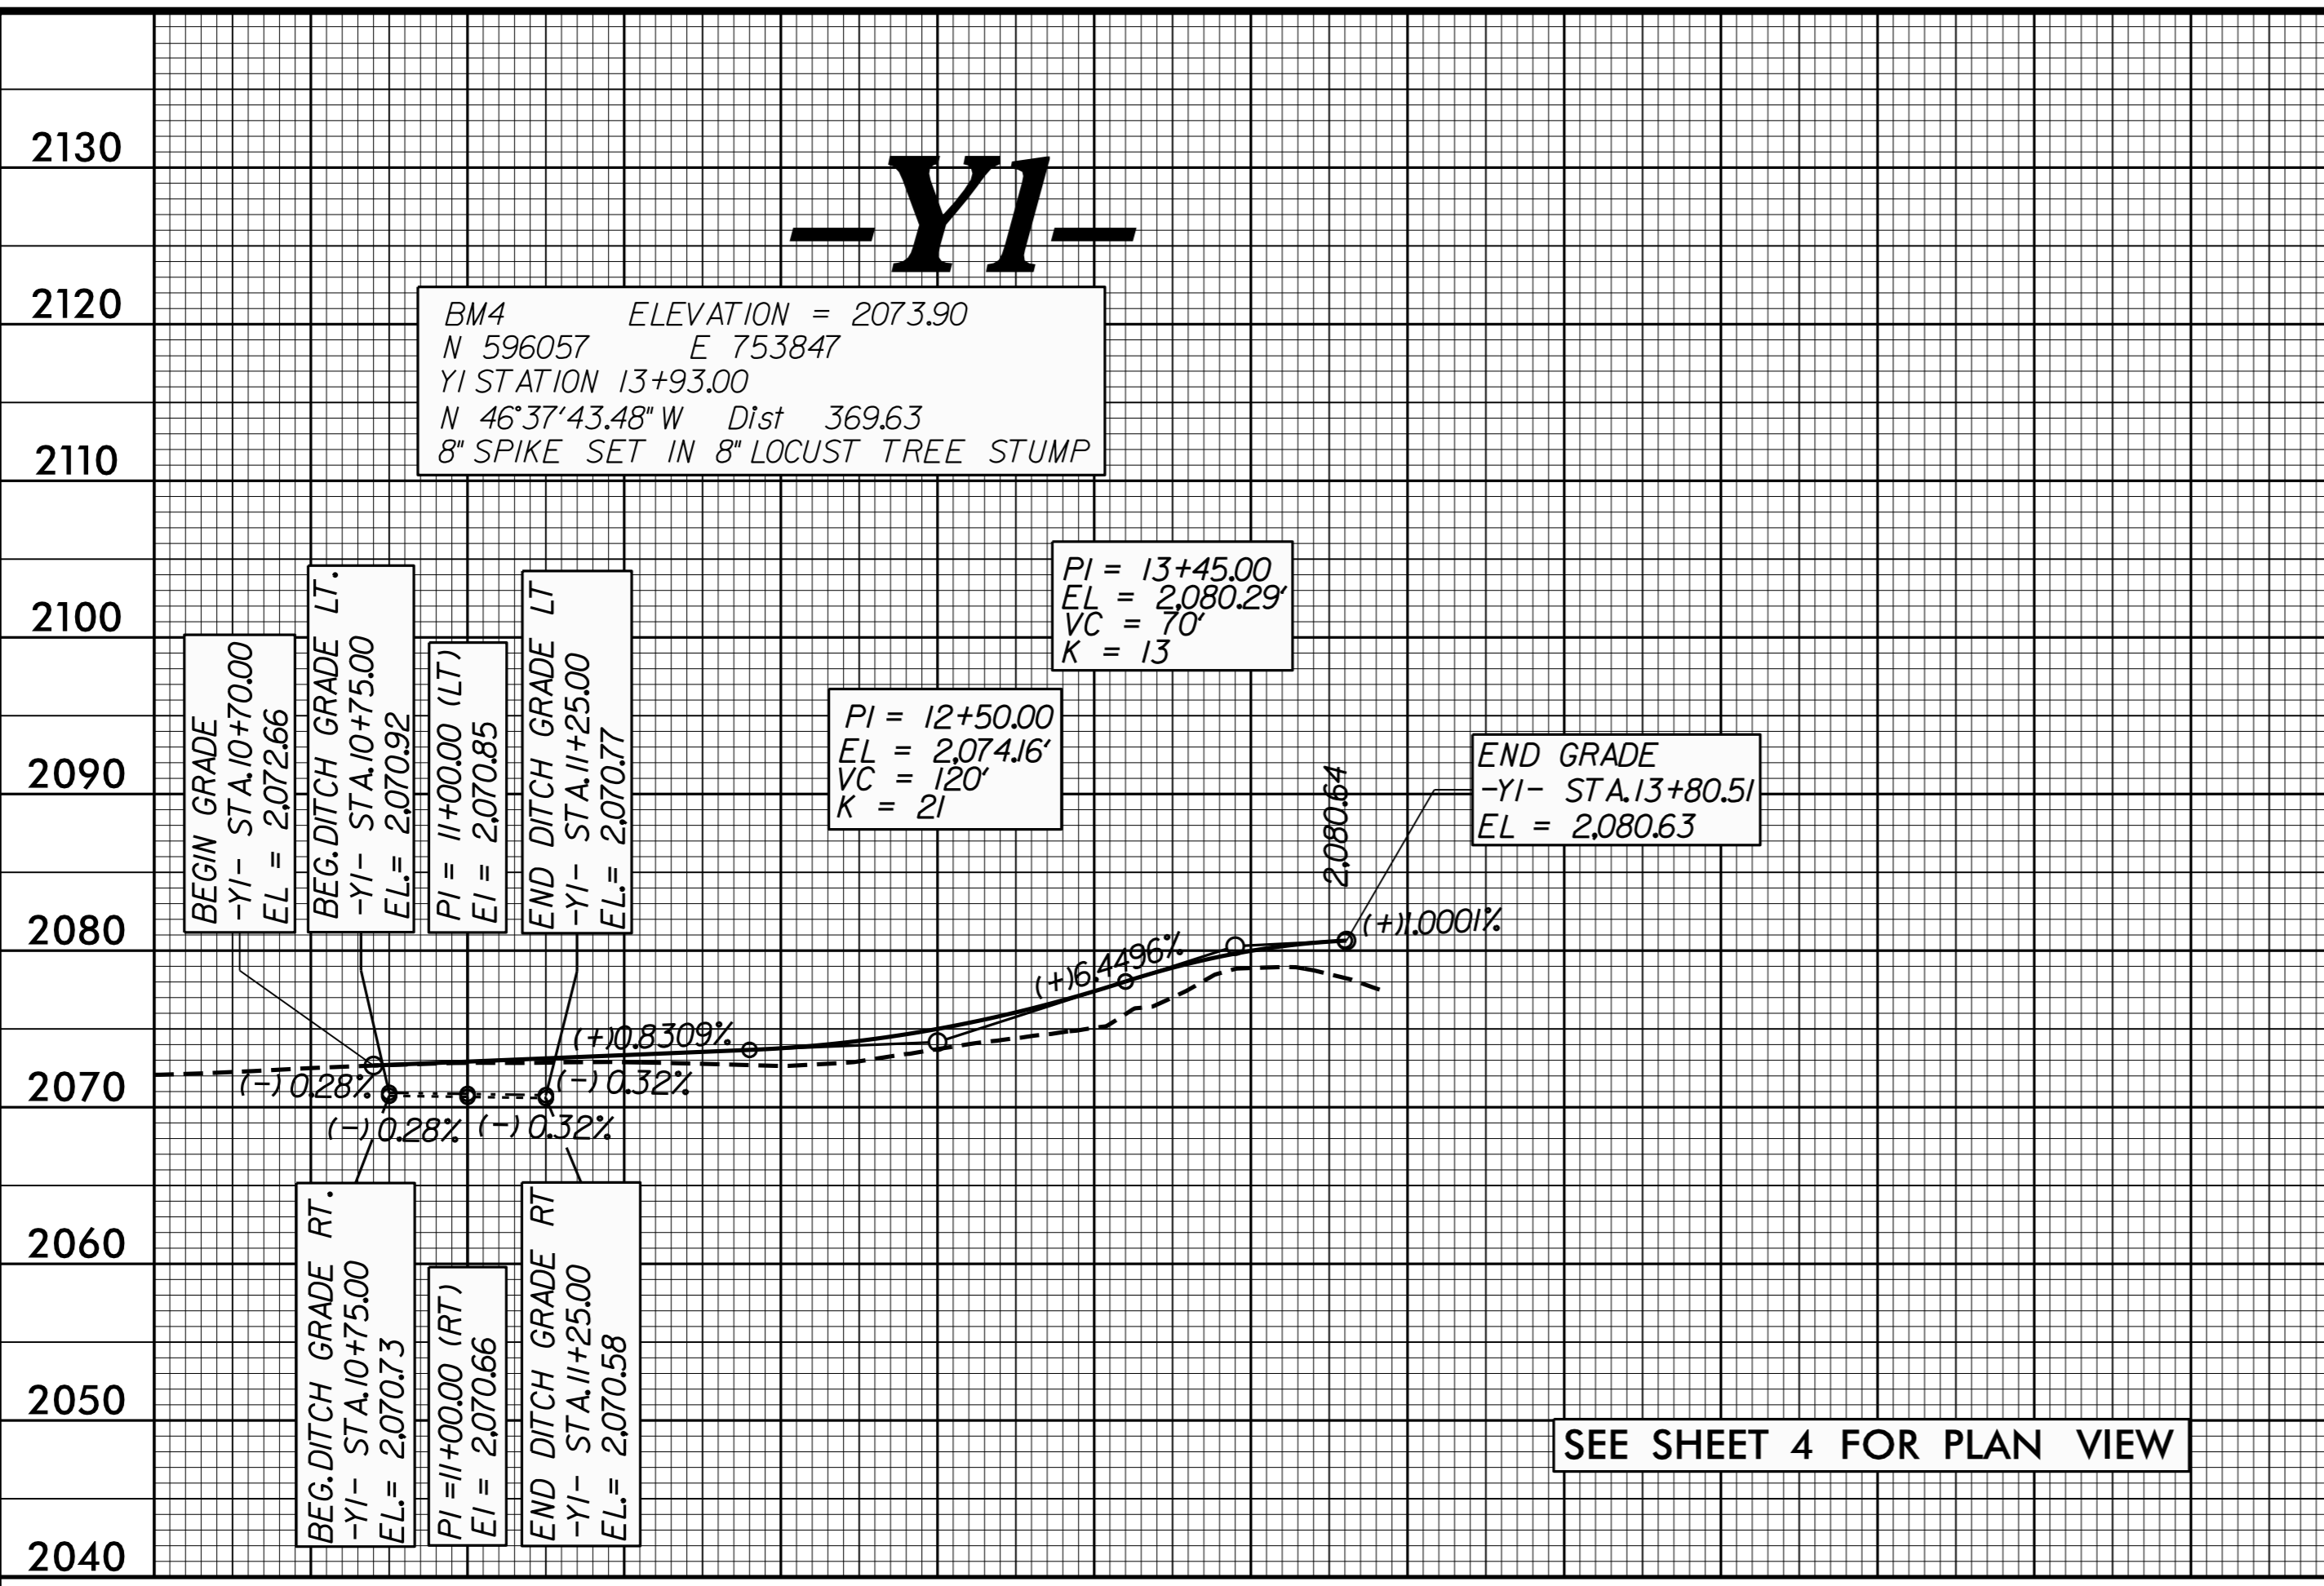 2130
2120
2110
2100
2090
2080
2070
2060
2050
2040
-Y1-
BM4 ELEVATION = 2073.90
N 596057 E 753847
Y1 STATION 13+93.00
N 46°37'43.48" W Dist 369.63
8" SPIKE SET IN 8" LOCUST TREE STUMP
BEGIN GRADE
-Y1- STA.10+70.00
EL = 2,072.66
BEG. DITCH GRADE LT.
-Y1- STA.10+75.00
EL.= 2,070.92
PI = 11+00.00 (LT)
El = 2,070.85
END DITCH GRADE LT
-Y1- STA.11+25.00
EL.= 2,070.77
PI = 12+50.00
EL = 2,074.16'
VC = 120'
K = 21
PI = 13+45.00
EL = 2,080.29'
VC = 70'
K = 13
2,080.64
END GRADE
-Y1- STA.13+80.51
EL = 2,080.63
(+)1.0001%
(+)6.4496%
(+)0.8309%
(-) 0.28%
(-) 0.32%
(-) 0.28%
(-) 0.32%
BEG. DITCH GRADE RT.
-Y1- STA.10+75.00
EL.= 2,070.73
PI =11+00.00 (RT)
El = 2,070.66
END DITCH GRADE RT
-Y1- STA.11+25.00
EL.= 2,070.58
SEE SHEET 4 FOR PLAN VIEW